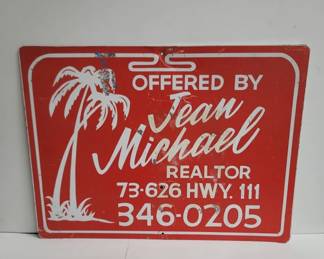 OFFERED BY
Jean
Michael
REALTOR
73-626 HWY. 111
346-0205